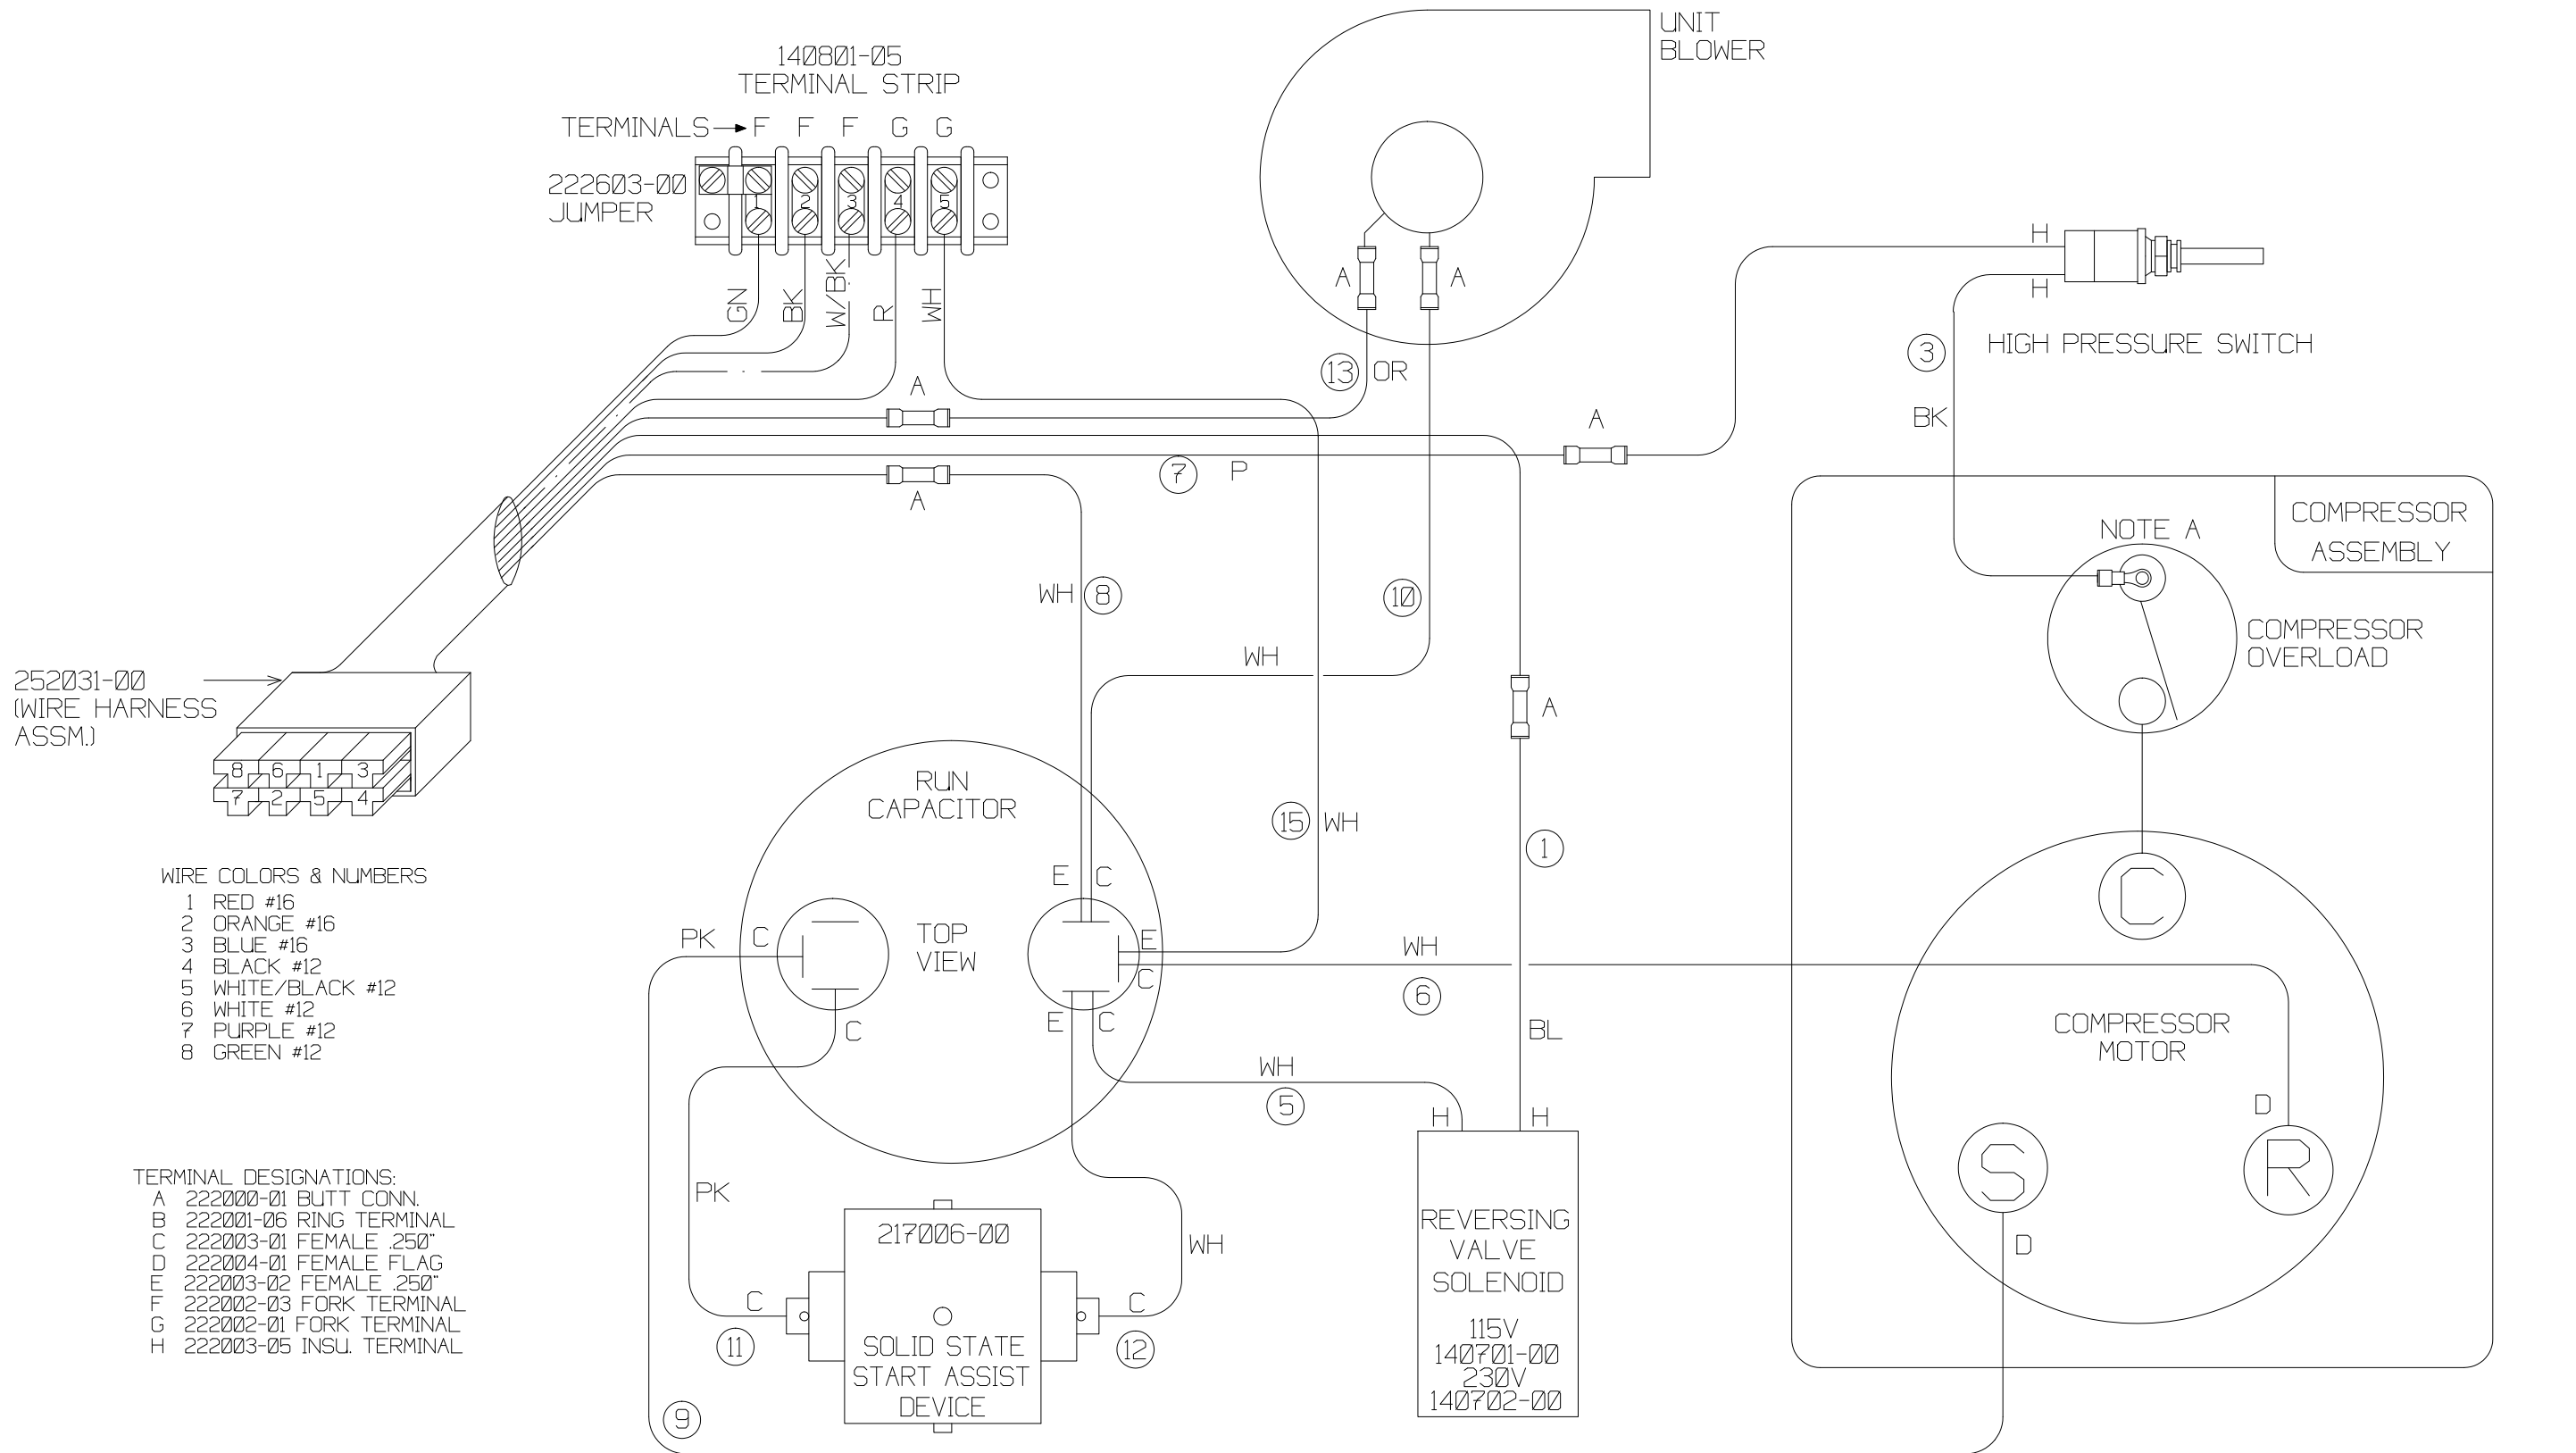 UNIT
BLOWER
140801-05
TERMINAL STRIP
TERMINALS F F F G G
222603-00
JUMPER
1 2 3 4 5
GN BK W/BK R WH
A A
13 OR
H
H
HIGH PRESSURE SWITCH
3
BK
A
A
A
7 P
COMPRESSOR
ASSEMBLY
NOTE A
COMPRESSOR
OVERLOAD
WH 8
10
WH
A
252031-00
(WIRE HARNESS
ASSM.)
8 6 1 3
7 2 5 4
RUN
CAPACITOR
TOP
VIEW
15 WH
1
E C
PK C
E
C
WH
6
C
E C
BL
WH
5
H H
C
COMPRESSOR
MOTOR
D
S
R
D
WIRE COLORS & NUMBERS
1 RED #16
2 ORANGE #16
3 BLUE #16
4 BLACK #12
5 WHITE/BLACK #12
6 WHITE #12
7 PURPLE #12
8 GREEN #12
TERMINAL DESIGNATIONS:
A 222000-01 BUTT CONN.
B 222001-06 RING TERMINAL
C 222003-01 FEMALE .250"
D 222004-01 FEMALE FLAG
E 222003-02 FEMALE .250"
F 222002-03 FORK TERMINAL
G 222002-01 FORK TERMINAL
H 222003-05 INSU. TERMINAL
PK
WH
217006-00
C
C
11
12
SOLID STATE
START ASSIST
DEVICE
9
REVERSING
VALVE
SOLENOID
115V
140701-00
230V
140702-00